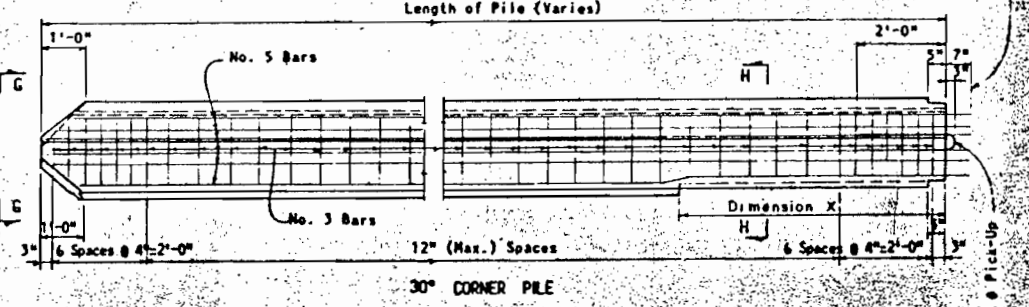 Length of Pile (Varies)
1'-0"
2'-0"
No. 5 Bars
5" 7"
G
H
3"
No. 3 Bars
Dimension X
G
1'-0"
H
3" 6 Spaces @ 4"=2'-0"
12" (Max.) Spaces
6 Spaces @ 4"=2'-0"
3"
Pick-Up
30° CORNER PILE